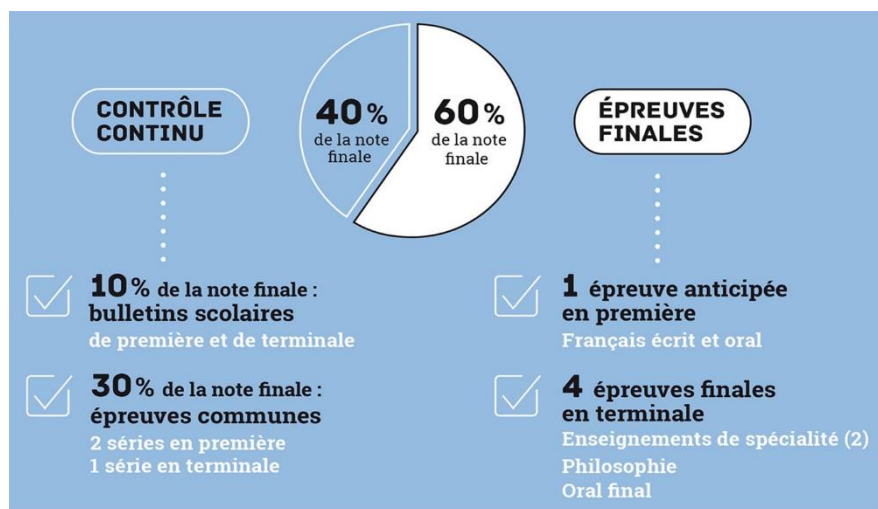 CONTRÔLE
CONTINU
40%
de la note
finale
60%
de la note
finale
ÉPREUVES
FINALES
10% de la note finale :
bulletins scolaires
de première et de terminale
30% de la note finale :
épreuves communes
2 séries en première
1 série en terminale
1 épreuve anticipée
en première
Français écrit et oral
4 épreuves finales
en terminale
Enseignements de spécialité (2)
Philosophie
Oral final